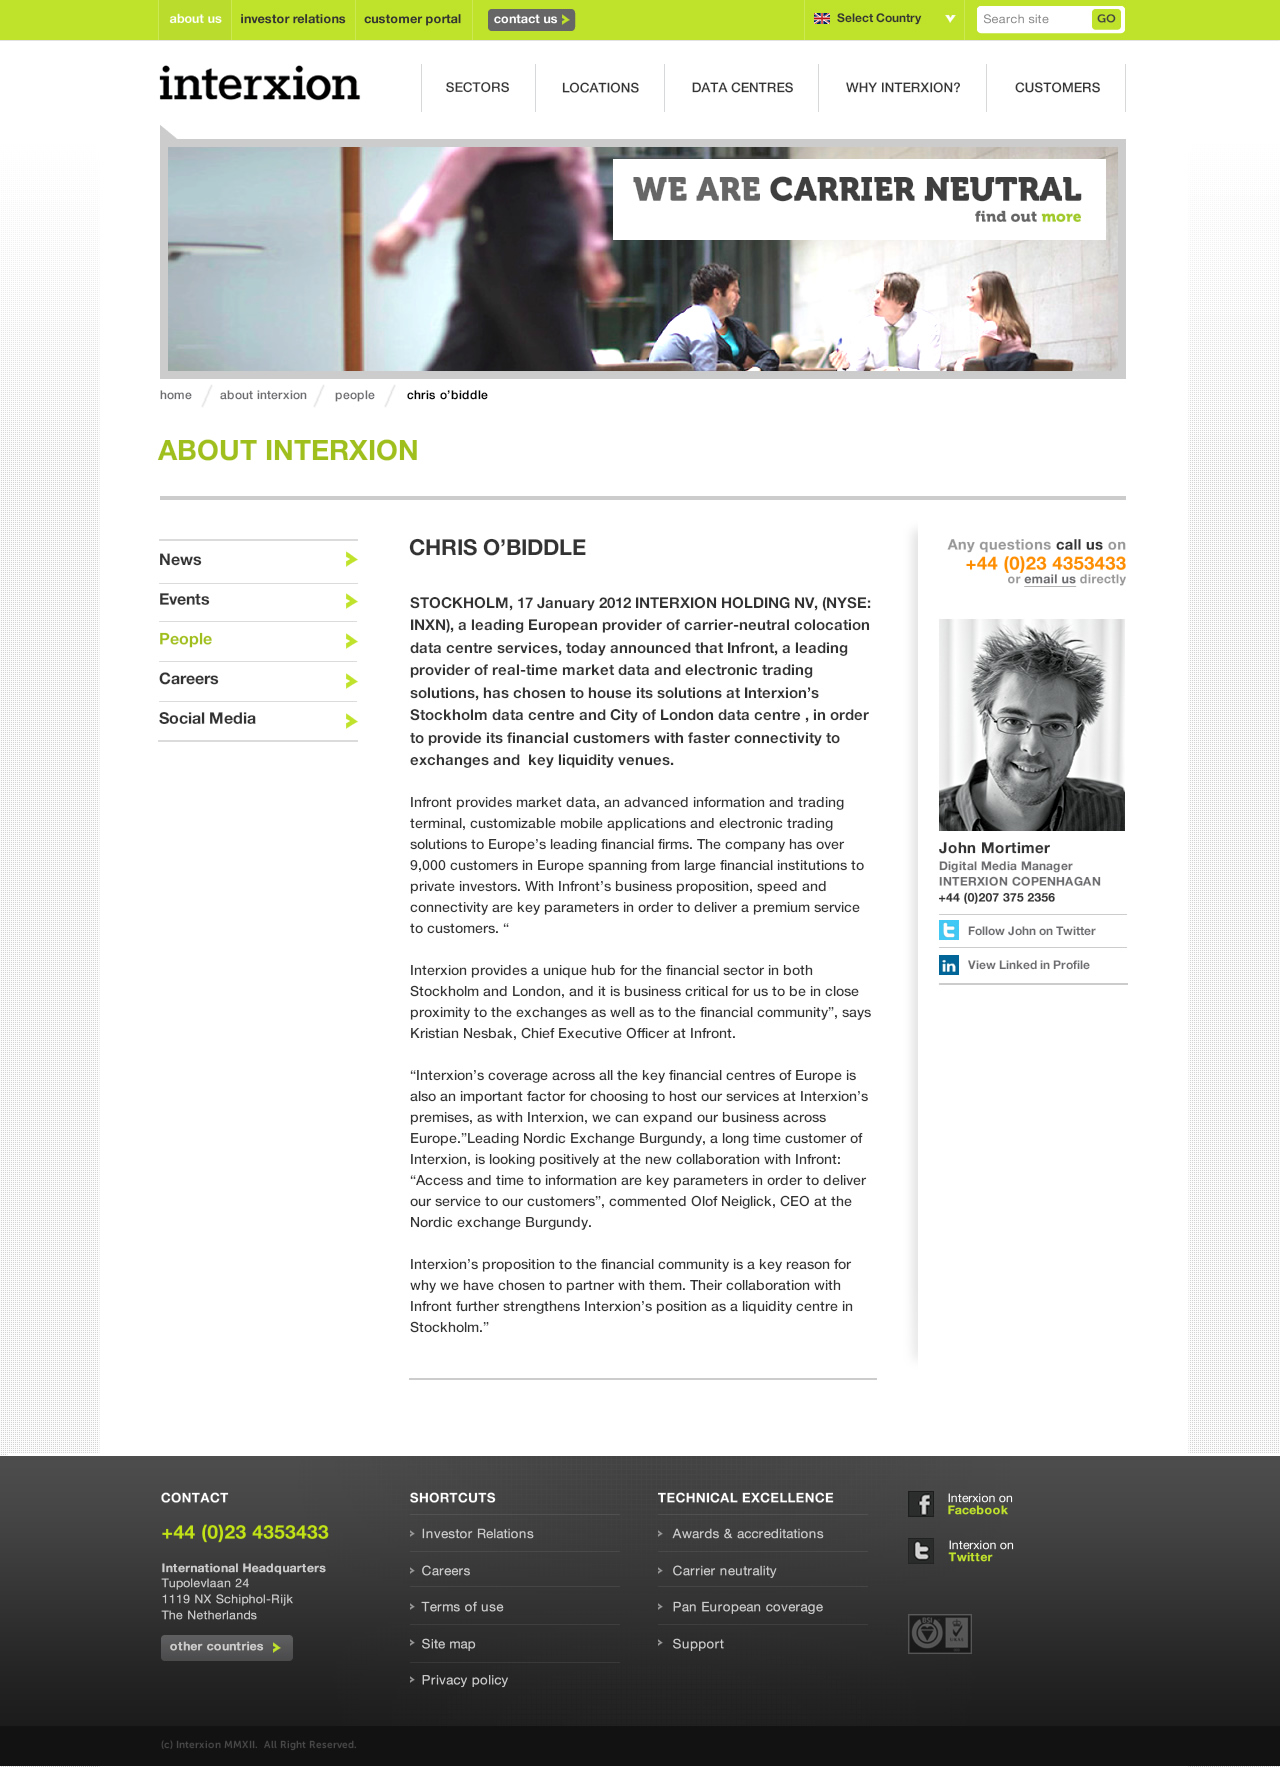 about us investor relations customer portal contact us Select Country Search site GO
interxion SECTORS LOCATIONS DATA CENTRES WHY INTERXION? CUSTOMERS
WE ARE CARRIER NEUTRAL
find out more
home about interxion people chris o’biddle
ABOUT INTERXION
News
Events
People
Careers
Social Media
CHRIS O’BIDDLE
STOCKHOLM, 17 January 2012 INTERXION HOLDING NV, (NYSE:
INXN), a leading European provider of carrier-neutral colocation
data centre services, today announced that Infront, a leading
provider of real-time market data and electronic trading
solutions, has chosen to house its solutions at Interxion’s
Stockholm data centre and City of London data centre , in order
to provide its financial customers with faster connectivity to
exchanges and  key liquidity venues.
Infront provides market data, an advanced information and trading
terminal, customizable mobile applications and electronic trading
solutions to Europe’s leading financial firms. The company has over
9,000 customers in Europe spanning from large financial institutions to
private investors. With Infront’s business proposition, speed and
connectivity are key parameters in order to deliver a premium service
to customers. “
Interxion provides a unique hub for the financial sector in both
Stockholm and London, and it is business critical for us to be in close
proximity to the exchanges as well as to the financial community”, says
Kristian Nesbak, Chief Executive Officer at Infront.
“Interxion’s coverage across all the key financial centres of Europe is
also an important factor for choosing to host our services at Interxion’s
premises, as with Interxion, we can expand our business across
Europe.”Leading Nordic Exchange Burgundy, a long time customer of
Interxion, is looking positively at the new collaboration with Infront:
“Access and time to information are key parameters in order to deliver
our service to our customers”, commented Olof Neiglick, CEO at the
Nordic exchange Burgundy.
Interxion’s proposition to the financial community is a key reason for
why we have chosen to partner with them. Their collaboration with
Infront further strengthens Interxion’s position as a liquidity centre in
Stockholm.”
Any questions call us on
+44 (0)23 4353433
or email us directly
John Mortimer
Digital Media Manager
INTERXION COPENHAGAN
+44 (0)207 375 2356
Follow John on Twitter
in View Linked in Profile
CONTACT
+44 (0)23 4353433
International Headquarters
Tupolevlaan 24
1119 NX Schiphol-Rijk
The Netherlands
other countries
SHORTCUTS
Investor Relations
Careers
Terms of use
Site map
Privacy policy
TECHNICAL EXCELLENCE
Awards & accreditations
Carrier neutrality
Pan European coverage
Support
Interxion on
Facebook
Interxion on
Twitter
BSI
(c) Interxion MMXII.  All Right Reserved.